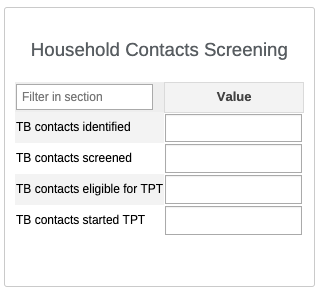 Household Contacts Screening
Filter in section Value
TB contacts identified
TB contacts screened
TB contacts eligible for TPT
TB contacts started TPT